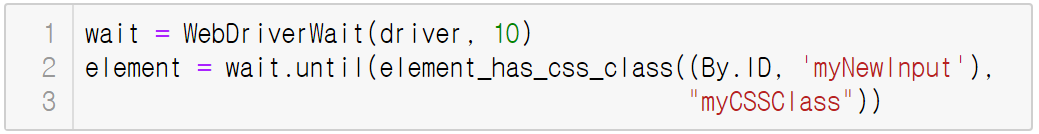 1 wait = WebDriverWait(driver, 10)
2 element = wait.until(element_has_css_class((By.ID, 'myNewInput'),
3 "myCSSClass"))